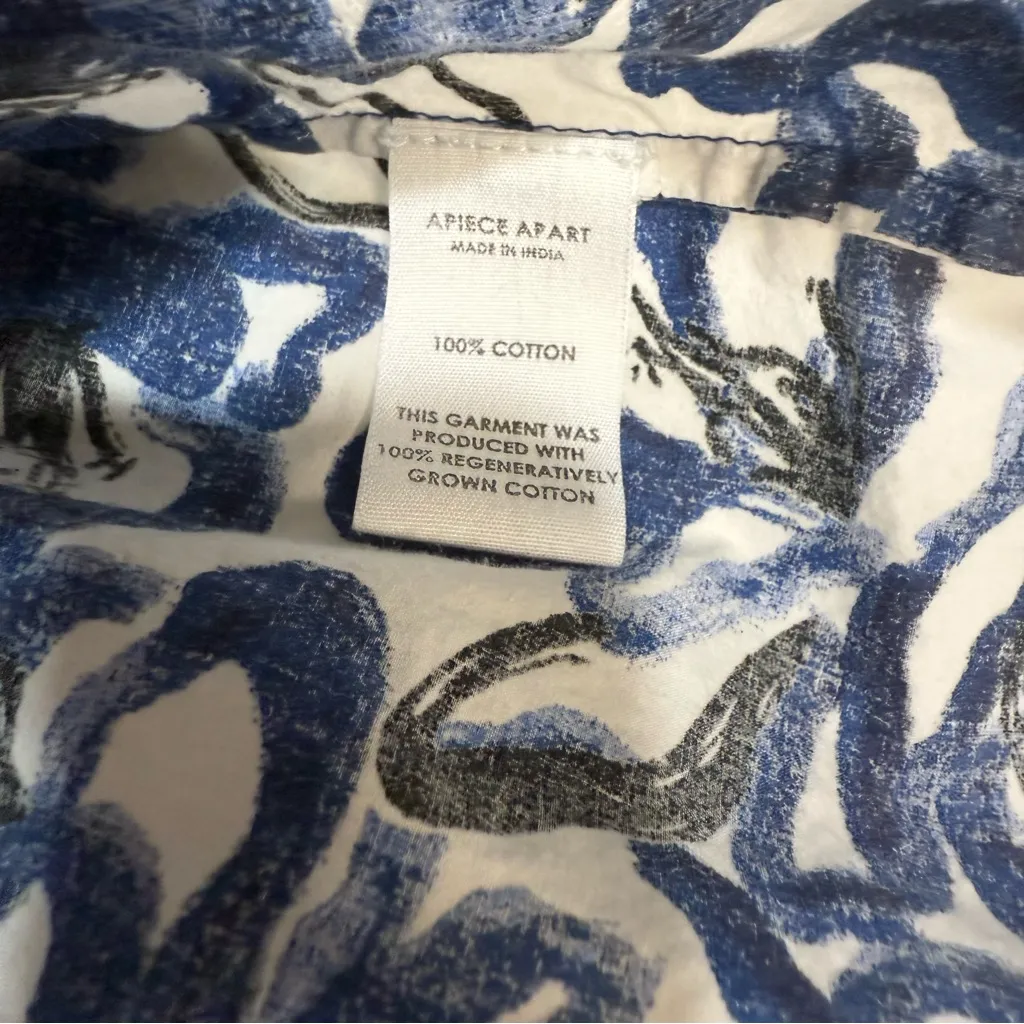 APIECE APART
MADE IN INDIA
100% COTTON
THIS GARMENT WAS
PRODUCED WITH
100% REGENERATIVELY
GROWN COTTON